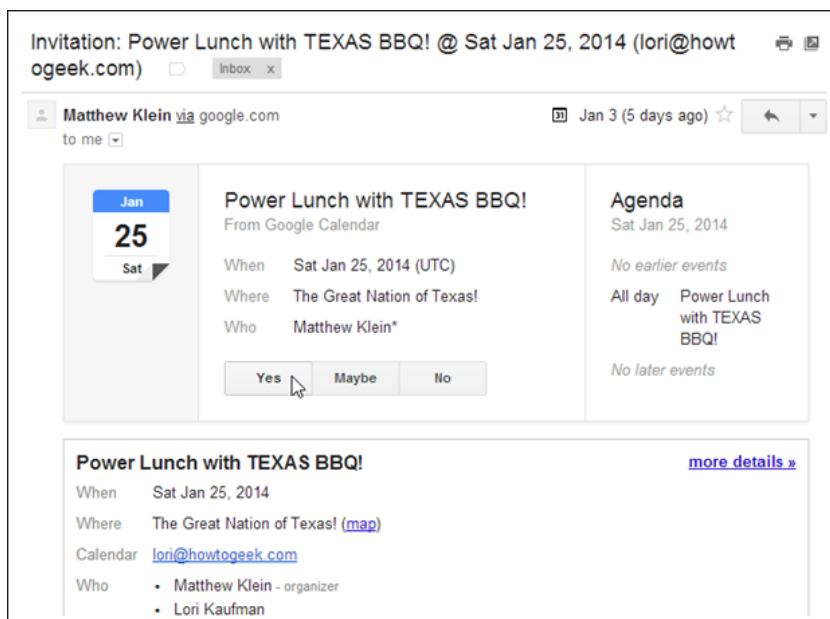 Invitation: Power Lunch with TEXAS BBQ! @ Sat Jan 25, 2014 (lori@howt
ogeek.com) Inbox x
Matthew Klein via google.com
31 Jan 3 (5 days ago)
to me
Jan
25
Sat
Power Lunch with TEXAS BBQ!
From Google Calendar
When Sat Jan 25, 2014 (UTC)
Where The Great Nation of Texas!
Who Matthew Klein*
Yes Maybe No
Agenda
Sat Jan 25, 2014
No earlier events
All day Power Lunch
with TEXAS
BBQ!
No later events
Power Lunch with TEXAS BBQ!
more details »
When Sat Jan 25, 2014
Where The Great Nation of Texas! (map)
Calendar lori@howtogeek.com
Who • Matthew Klein - organizer
• Lori Kaufman